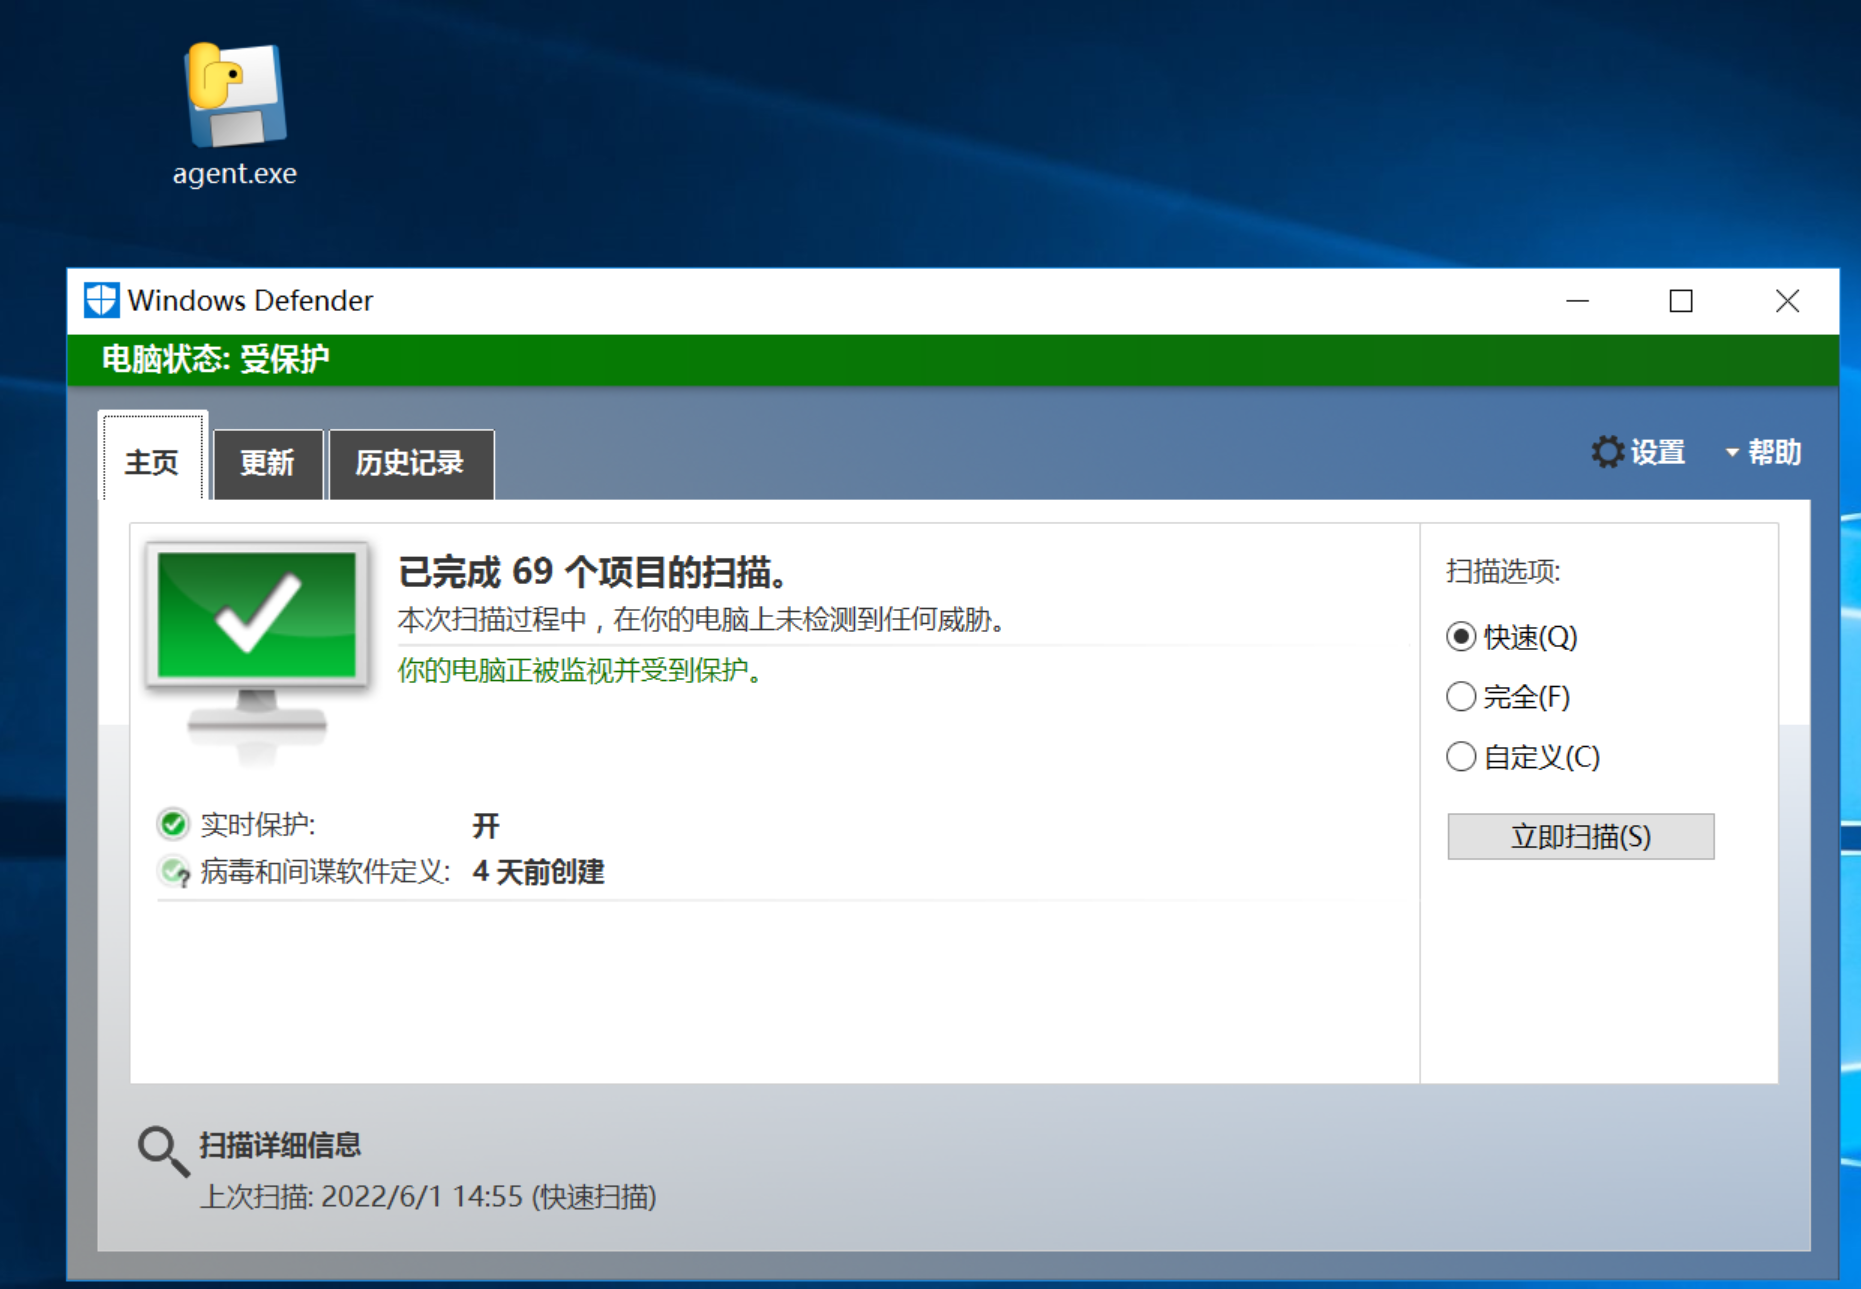 agent.exe
Windows Defender
电脑状态: 受保护
主页
更新
历史记录
设置
帮助
已完成 69 个项目的扫描。
本次扫描过程中，在你的电脑上未检测到任何威胁。
你的电脑正被监视并受到保护。
实时保护: 开
病毒和间谍软件定义: 4 天前创建
扫描选项:
快速(Q)
完全(F)
自定义(C)
立即扫描(S)
扫描详细信息
上次扫描: 2022/6/1 14:55 (快速扫描)